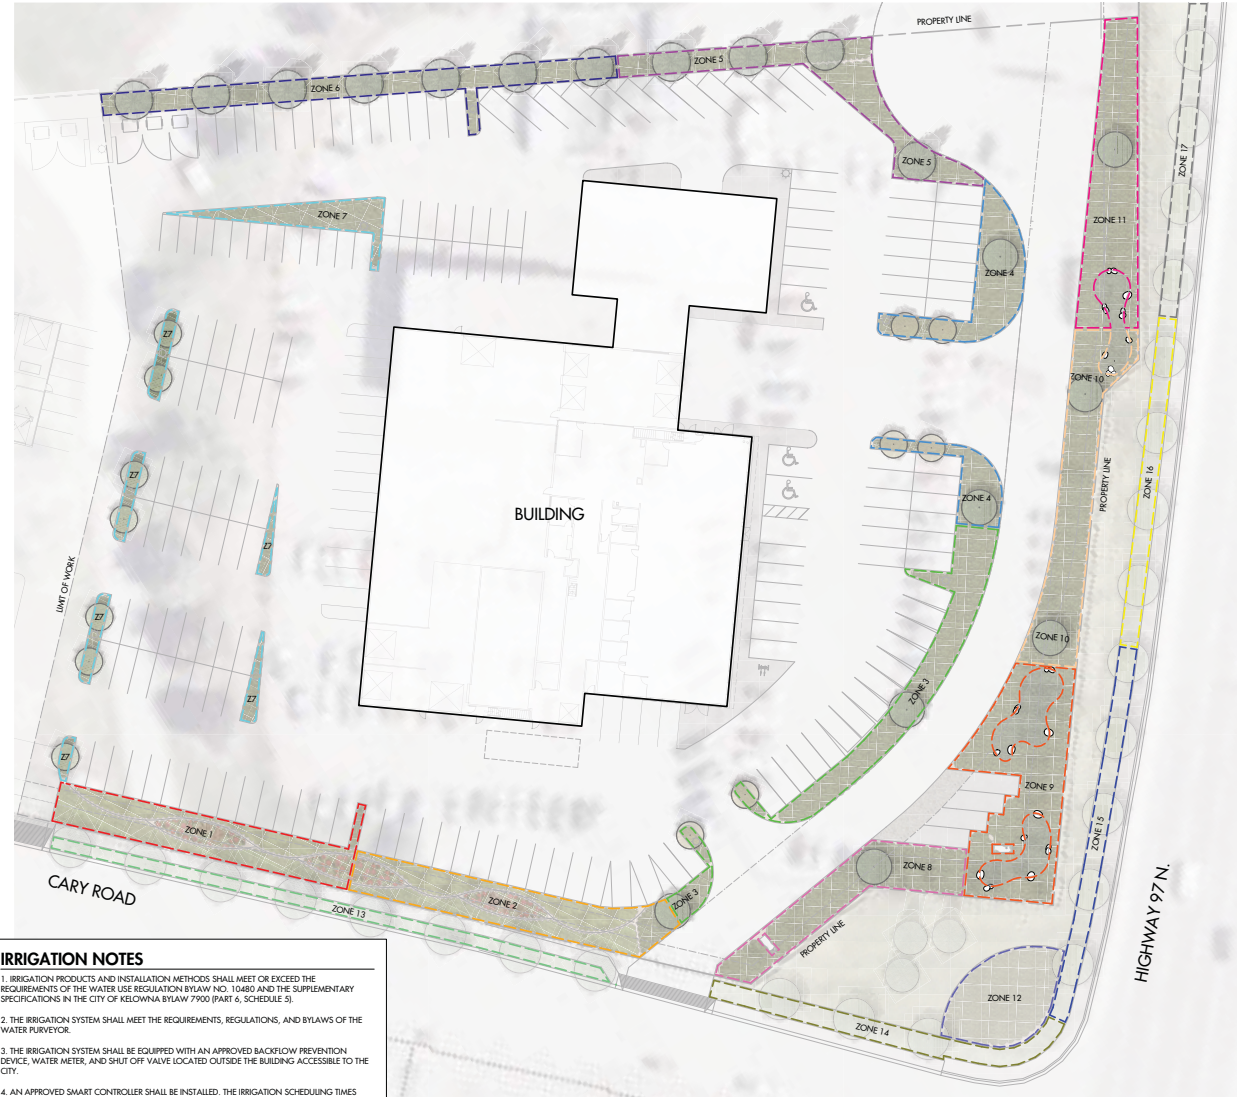 PROPERTY LINE
ZONE 5
ZONE 6
ZONE 17
ZONE 5
ZONE 7
ZONE 11
ZONE 4
Z7
ZONE 10
Z7
ZONE 16
PROPERTY LINE
ZONE 4
BUILDING
Z7
LIMIT OF WORK
Z7
ZONE 10
Z7
ZONE 3
Z7
ZONE 9
ZONE 1
ZONE 15
ZONE 8
CARY ROAD
ZONE 2
ZONE 3
ZONE 13
PROPERTY LINE
HIGHWAY 97 N.
ZONE 12
ZONE 14
IRRIGATION NOTES
1. IRRIGATION PRODUCTS AND INSTALLATION METHODS SHALL MEET OR EXCEED THE
REQUIREMENTS OF THE WATER USE REGULATION BYLAW NO. 10480 AND THE SUPPLEMENTARY
SPECIFICATIONS IN THE CITY OF KELOWNA BYLAW 7900 (PART 6, SCHEDULE 5).
2. THE IRRIGATION SYSTEM SHALL MEET THE REQUIREMENTS, REGULATIONS, AND BYLAWS OF THE
WATER PURVEYOR.
3. THE IRRIGATION SYSTEM SHALL BE EQUIPPED WITH AN APPROVED BACKFLOW PREVENTION
DEVICE, WATER METER, AND SHUT OFF VALVE LOCATED OUTSIDE THE BUILDING ACCESSIBLE TO THE
CITY.
4. AN APPROVED SMART CONTROLLER SHALL BE INSTALLED. THE IRRIGATION SCHEDULING TIMES